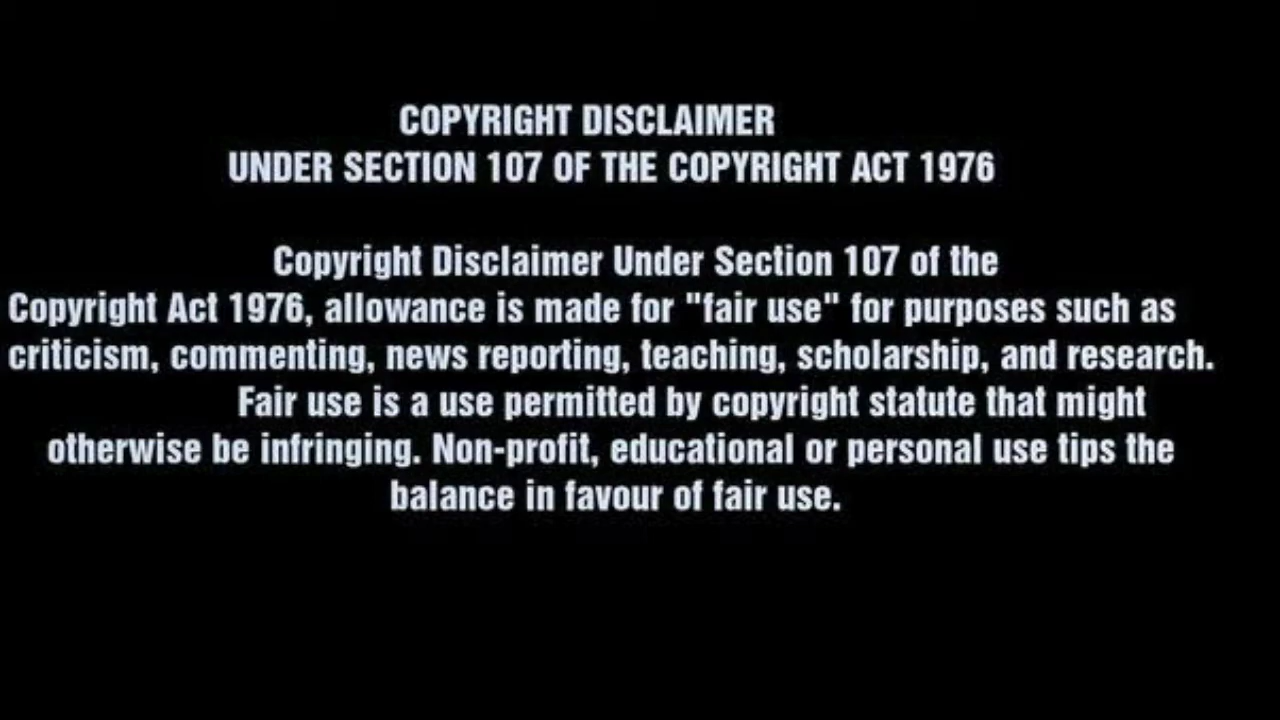 COPYRIGHT DISCLAIMER
UNDER SECTION 107 OF THE COPYRIGHT ACT 1976
Copyright Disclaimer Under Section 107 of the
Copyright Act 1976, allowance is made for "fair use" for purposes such as
criticism, commenting, news reporting, teaching, scholarship, and research.
Fair use is a use permitted by copyright statute that might
otherwise be infringing. Non-profit, educational or personal use tips the
balance in favour of fair use.